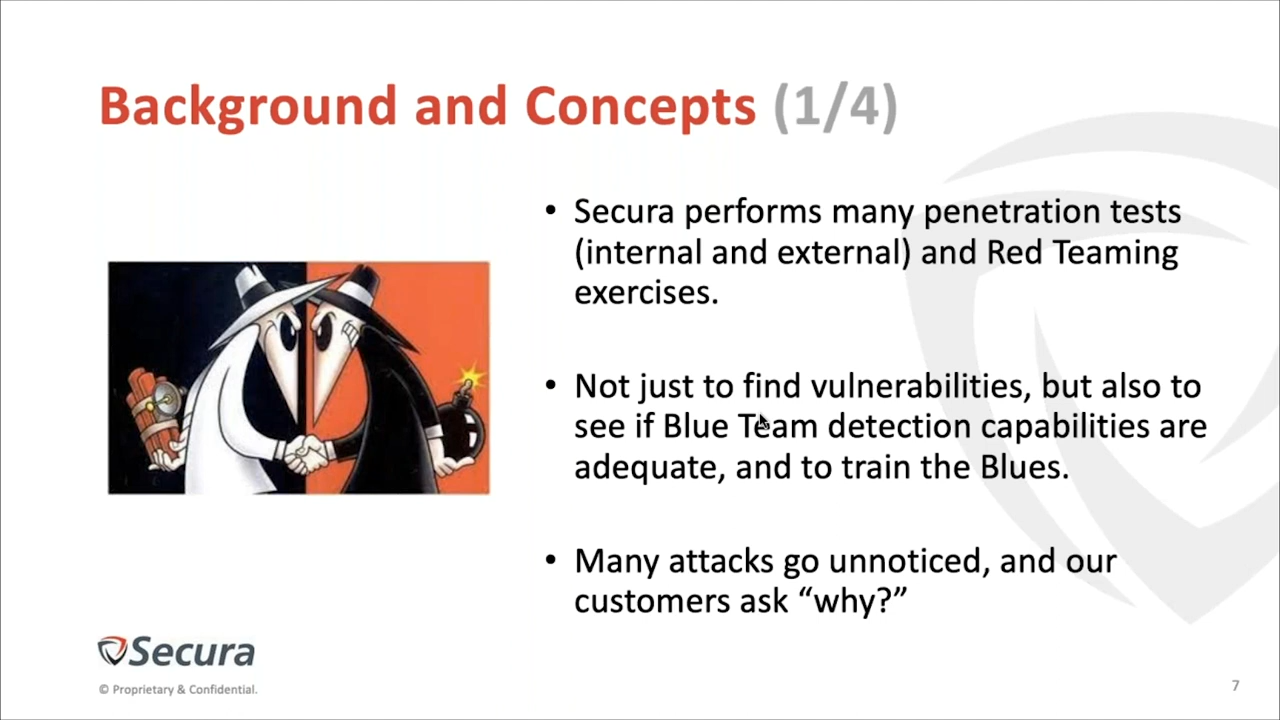 Background and Concepts (1/4)
• Secura performs many penetration tests
(internal and external) and Red Teaming
exercises.
• Not just to find vulnerabilities, but also to
see if Blue Team detection capabilities are
adequate, and to train the Blues.
• Many attacks go unnoticed, and our
customers ask “why?”
Secura
© Proprietary & Confidential.
7